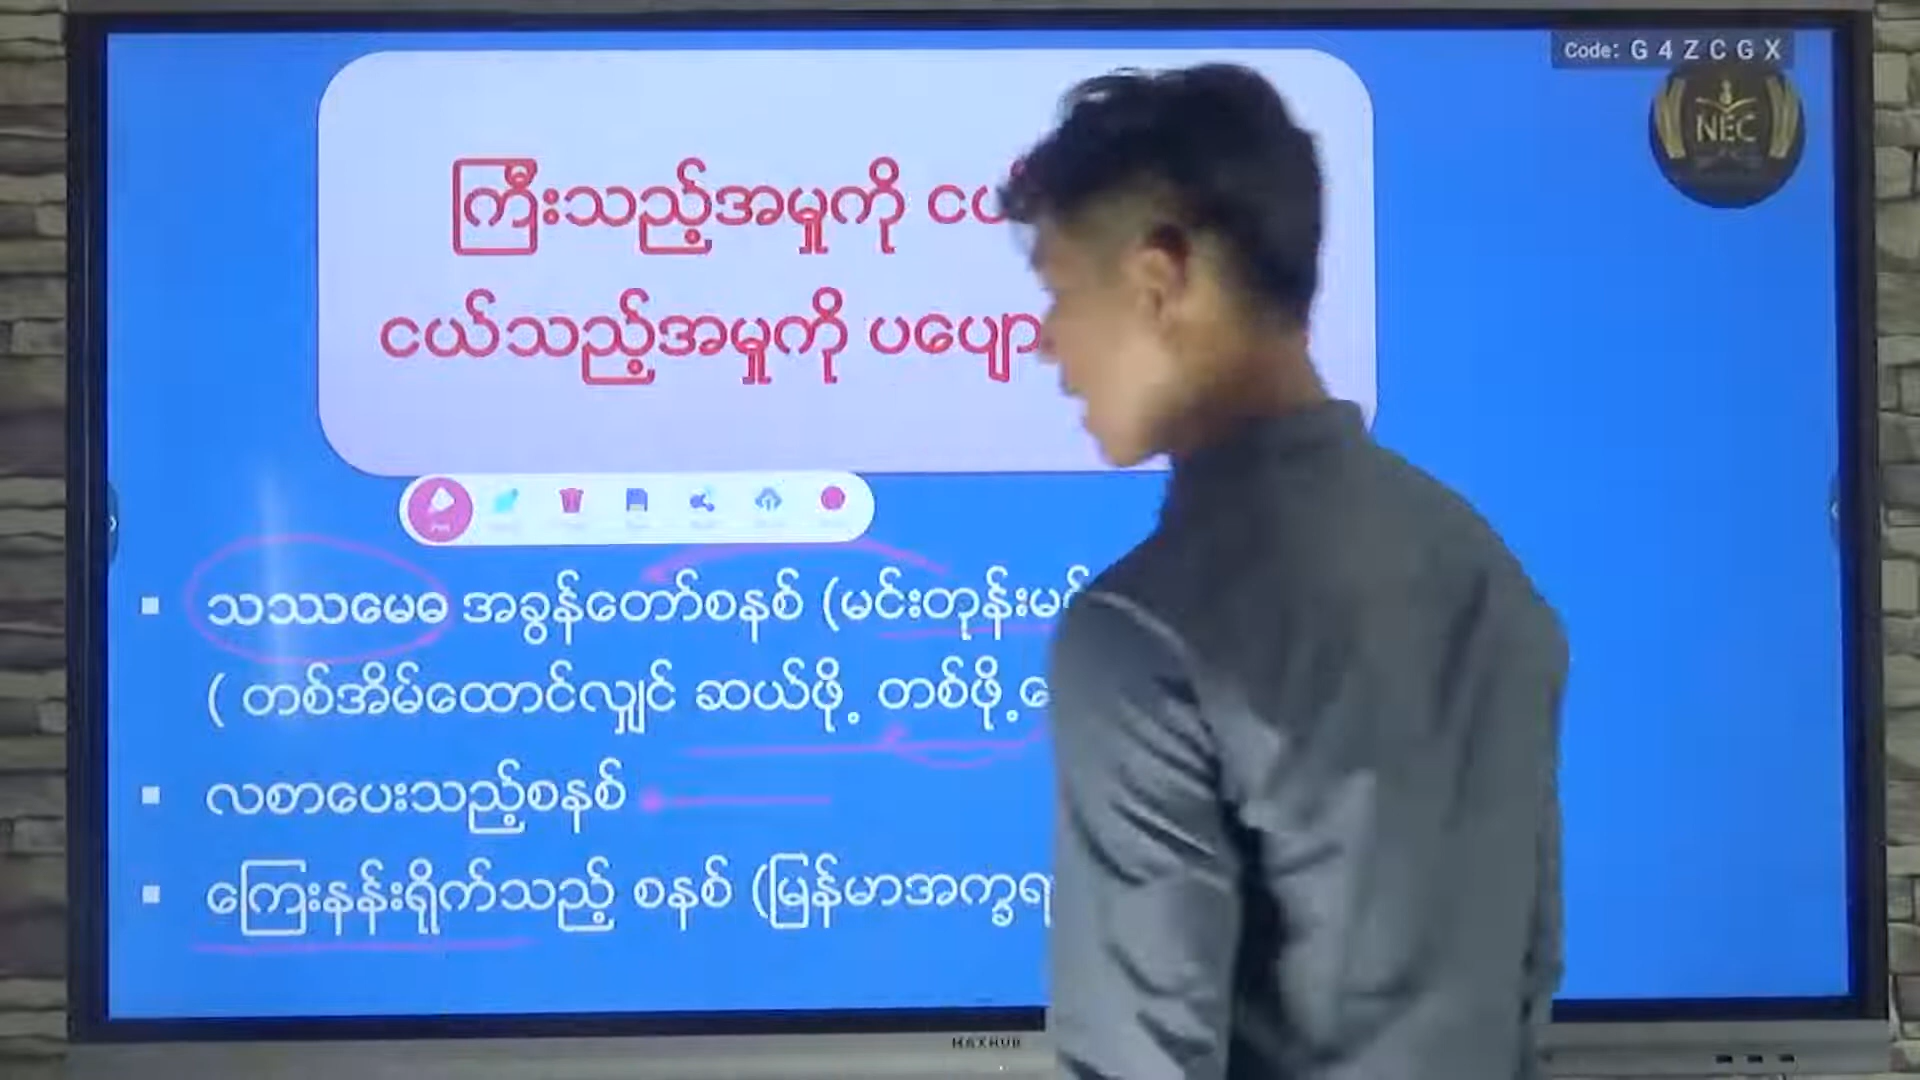 Code: G 4 Z C G X
NEC
ကြီးသည့်အမှုကို
ငယ်သည့်အမှုကို ပပျော
▪ သဿမေဓ အခွန်တော်စနစ် (မင်းတုန်းမင်
( တစ်အိမ်ထောင်လျှင် ဆယ်ဖို့ တစ်ဖို့
▪ လစာပေးသည့်စနစ်
▪ ကြေးနန်းရိုက်သည့် စနစ် (မြန်မာအက္ခရ
MAXHUB